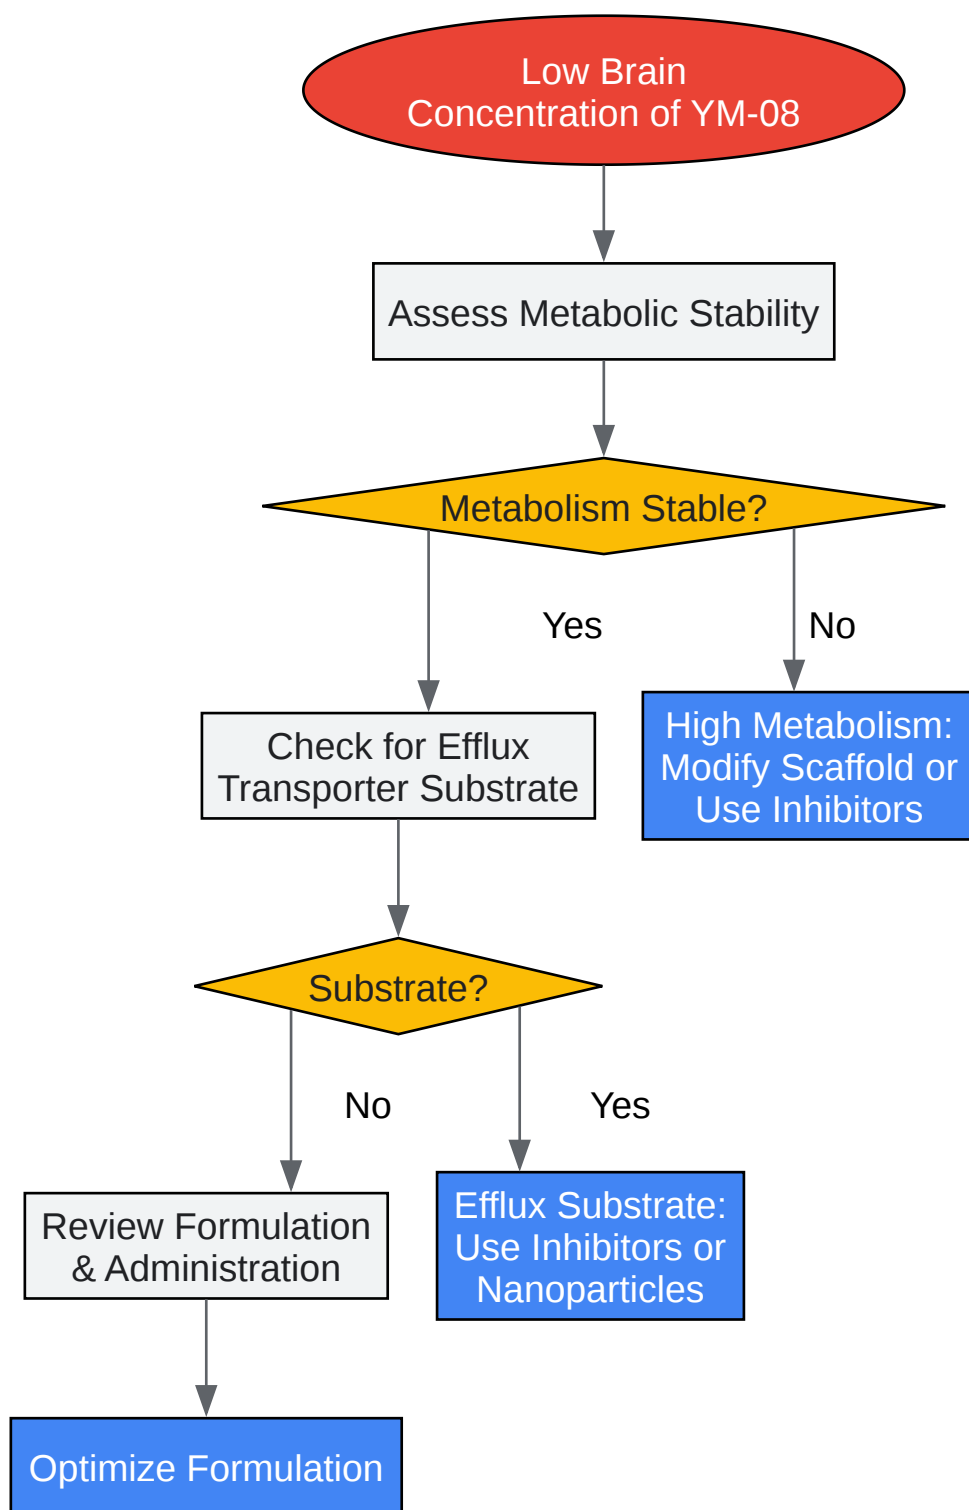 Low Brain
Concentration of YM-08
Assess Metabolic Stability
Metabolism Stable?
Yes
No
Check for Efflux
Transporter Substrate
High Metabolism:
Modify Scaffold or
Use Inhibitors
Substrate?
No
Yes
Review Formulation
& Administration
Efflux Substrate:
Use Inhibitors or
Nanoparticles
Optimize Formulation